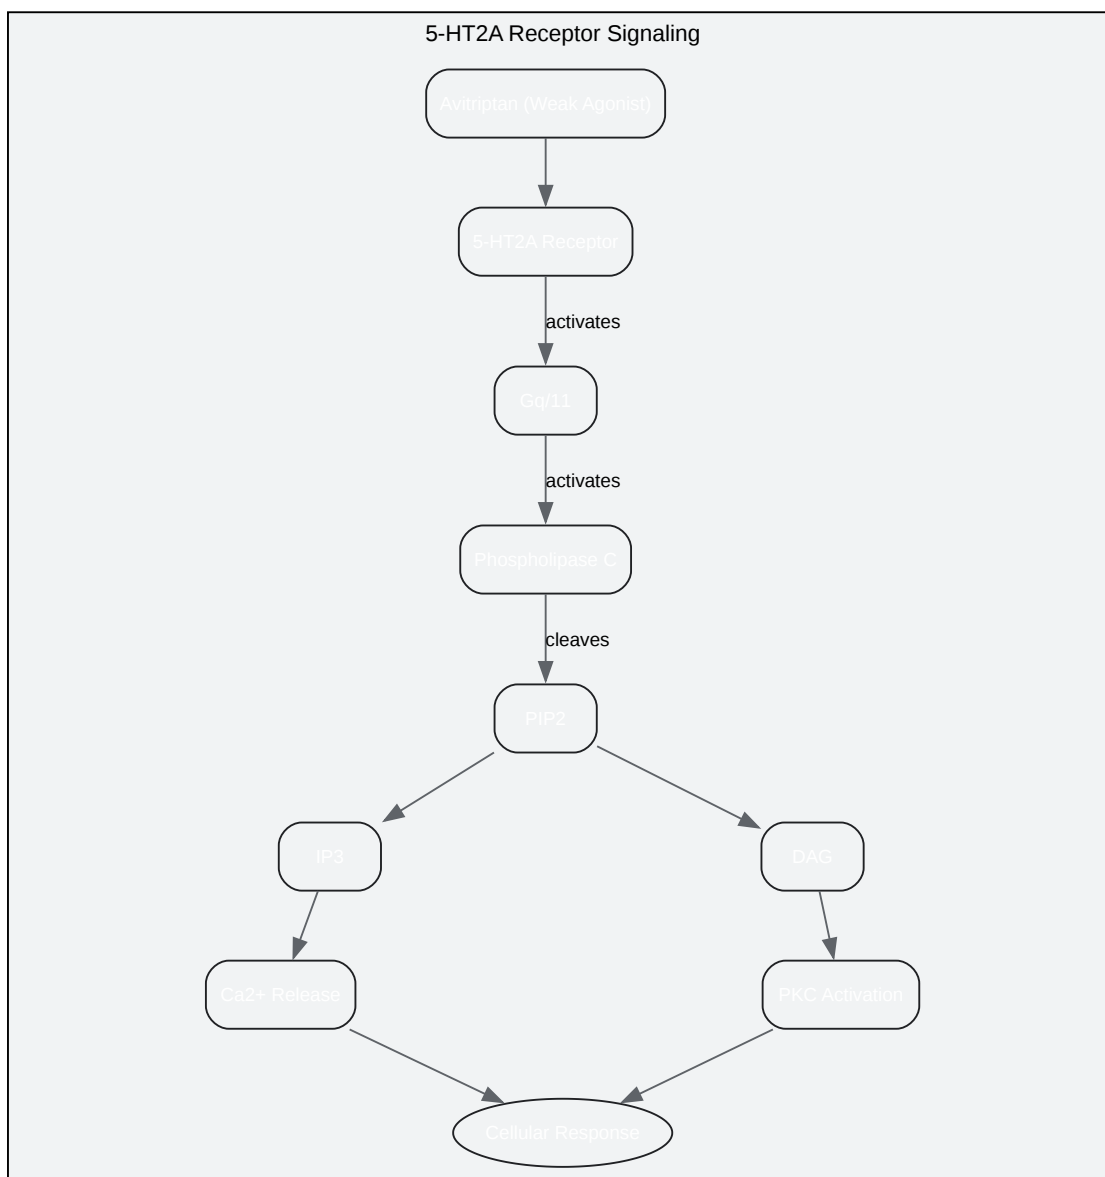 5-HT2A Receptor Signaling
Avitriptan (Weak Agonist)
5-HT2A Receptor
activates
Gq/11
activates
Phospholipase C
cleaves
PIP2
IP3
DAG
Ca2+ Release
PKC Activation
Cellular Response